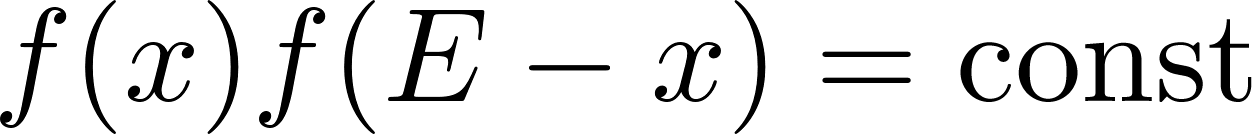 f(x)f(E − x) = const